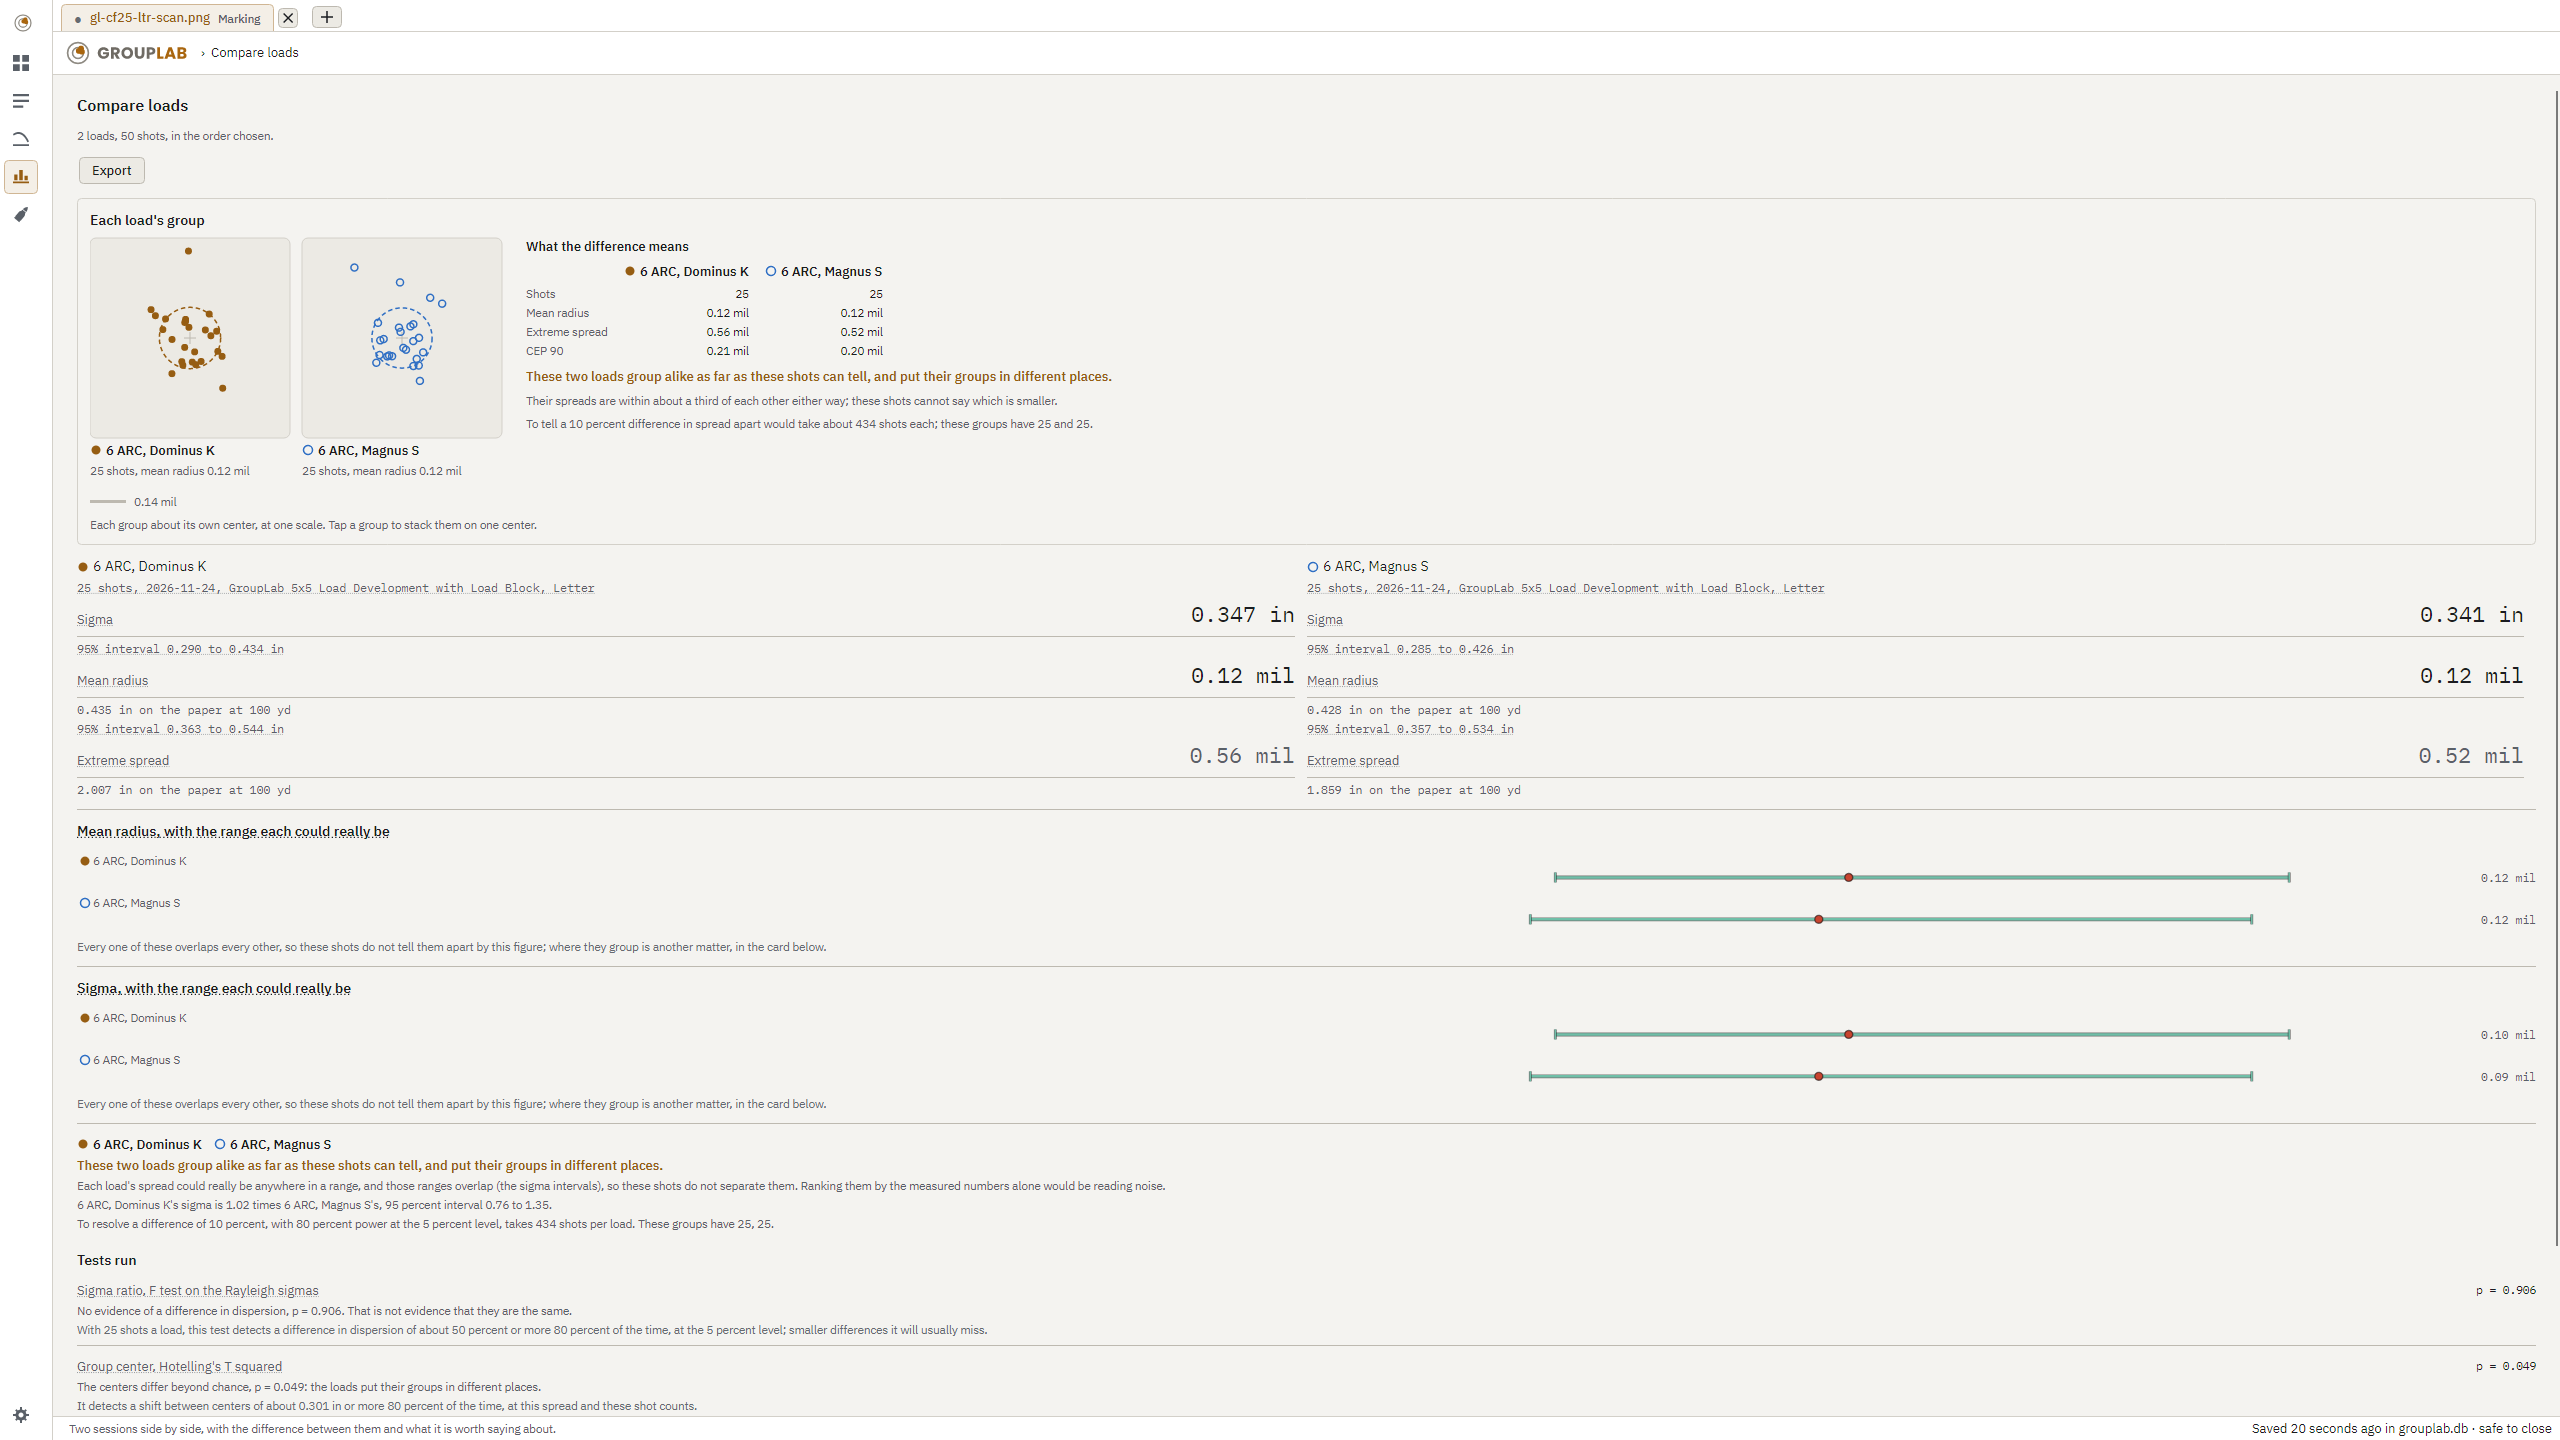 gl-cf25-ltr-scan.png Marking
GROUPLAB › Compare loads
Compare loads
2 loads, 50 shots, in the order chosen.
Export
Each load's group
What the difference means
6 ARC, Dominus K 6 ARC, Magnus S
Shots 25 25
Mean radius 0.12 mil 0.12 mil
Extreme spread 0.56 mil 0.52 mil
CEP 90 0.21 mil 0.20 mil
These two loads group alike as far as these shots can tell, and put their groups in different places.
Their spreads are within about a third of each other either way; these shots cannot say which is smaller.
To tell a 10 percent difference in spread apart would take about 434 shots each; these groups have 25 and 25.
6 ARC, Dominus K 6 ARC, Magnus S
25 shots, mean radius 0.12 mil 25 shots, mean radius 0.12 mil
0.14 mil
Each group about its own center, at one scale. Tap a group to stack them on one center.
6 ARC, Dominus K
25 shots, 2026-11-24, GroupLab 5x5 Load Development with Load Block, Letter
Sigma 0.347 in
95% interval 0.290 to 0.434 in
Mean radius 0.12 mil
0.435 in on the paper at 100 yd
95% interval 0.363 to 0.544 in
Extreme spread 0.56 mil
2.007 in on the paper at 100 yd
6 ARC, Magnus S
25 shots, 2026-11-24, GroupLab 5x5 Load Development with Load Block, Letter
Sigma 0.341 in
95% interval 0.285 to 0.426 in
Mean radius 0.12 mil
0.428 in on the paper at 100 yd
95% interval 0.357 to 0.534 in
Extreme spread 0.52 mil
1.859 in on the paper at 100 yd
Mean radius, with the range each could really be
6 ARC, Dominus K
0.12 mil
6 ARC, Magnus S
0.12 mil
Every one of these overlaps every other, so these shots do not tell them apart by this figure; where they group is another matter, in the card below.
Sigma, with the range each could really be
6 ARC, Dominus K
0.10 mil
6 ARC, Magnus S
0.09 mil
Every one of these overlaps every other, so these shots do not tell them apart by this figure; where they group is another matter, in the card below.
6 ARC, Dominus K 6 ARC, Magnus S
These two loads group alike as far as these shots can tell, and put their groups in different places.
Each load's spread could really be anywhere in a range, and those ranges overlap (the sigma intervals), so these shots do not separate them. Ranking them by the measured numbers alone would be reading noise.
6 ARC, Dominus K's sigma is 1.02 times 6 ARC, Magnus S's, 95 percent interval 0.76 to 1.35.
To resolve a difference of 10 percent, with 80 percent power at the 5 percent level, takes 434 shots per load. These groups have 25, 25.
Tests run
Sigma ratio, F test on the Rayleigh sigmas p = 0.906
No evidence of a difference in dispersion, p = 0.906. That is not evidence that they are the same.
With 25 shots a load, this test detects a difference in dispersion of about 50 percent or more 80 percent of the time, at the 5 percent level; smaller differences it will usually miss.
Group center, Hotelling's T squared p = 0.049
The centers differ beyond chance, p = 0.049: the loads put their groups in different places.
It detects a shift between centers of about 0.301 in or more 80 percent of the time, at this spread and these shot counts.
Two sessions side by side, with the difference between them and what it is worth saying about. Saved 20 seconds ago in grouplab.db · safe to close